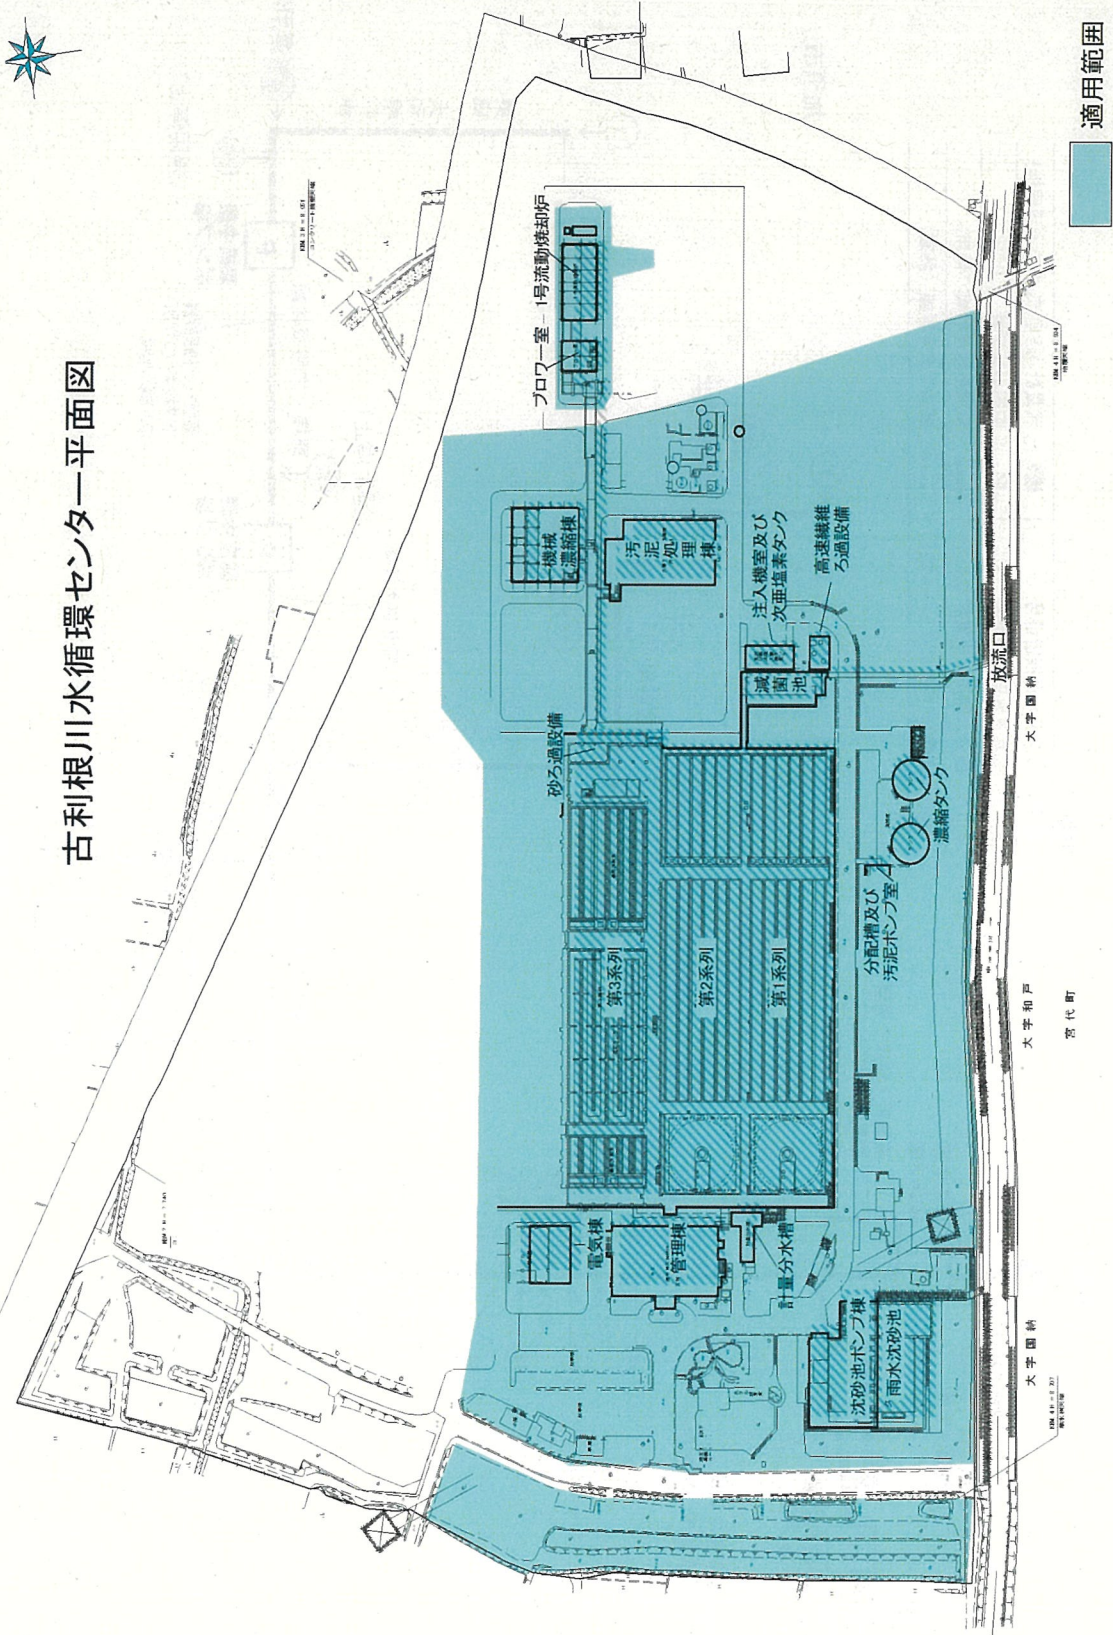 古利根川水循環センター平面図
適用範囲
ブロワー室
1号流動焼却炉
機械
濃縮棟
汚泥
処理
棟
注入機室及び
次亜塩素タンク
高速繊維
ろ過設備
滅菌池
放流口
砂ろ過設備
濃縮タンク
分配槽及び
汚泥ポンプ室
第3系列
第2系列
第1系列
電気棟
管理棟
計量分水槽
沈砂池ポンプ棟
雨水沈砂池
大字国納
大字和戸
宮代町
大字国納